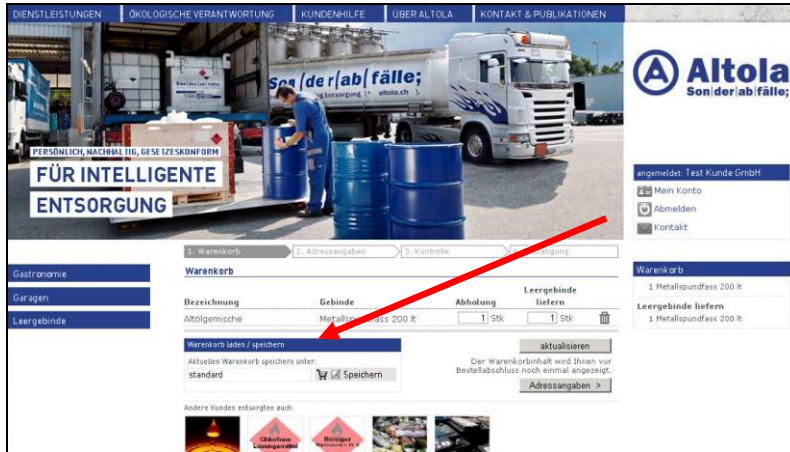 DIENSTLEISTUNGEN ÖKOLOGISCHE VERANTWORTUNG KUNDENHILFE ÜBER ALTOLA KONTAKT & PUBLIKATIONEN
Son/der/ab/fälle;
altola.ch
PERSÖNLICH, NACHHALTIG, GESETZESKONFORM
FÜR INTELLIGENTE
ENTSORGUNG
Altola
Son|der|ab|fälle;
angemeldet: Test Kunde GmbH
Mein Konto
Abmelden
Kontakt
1. Warenkorb 2. Adressangaben 3. Kontrolle
Gastronomie
Garagen
Leergebinde
Warenkorb
Bezeichnung Gebinde Abholung Leergebinde liefern
Altölgemische Metallspundfass 200 lt 1 Stk 1 Stk
Warenkorb laden / speichern
Aktuellen Warenkorb speichern unter:
standard Speichern
aktualisieren
Der Warenkorbinhalt wird Ihnen vor
Bestellabschluss noch einmal angezeigt.
Adressangaben >
Andere Kunden entsorgten auch
Chlorfreie
Lösungsmittel
Reiniger
Warenkorb
1 Metallspundfass 200 lt
Leergebinde liefern
1 Metallspundfass 200 lt